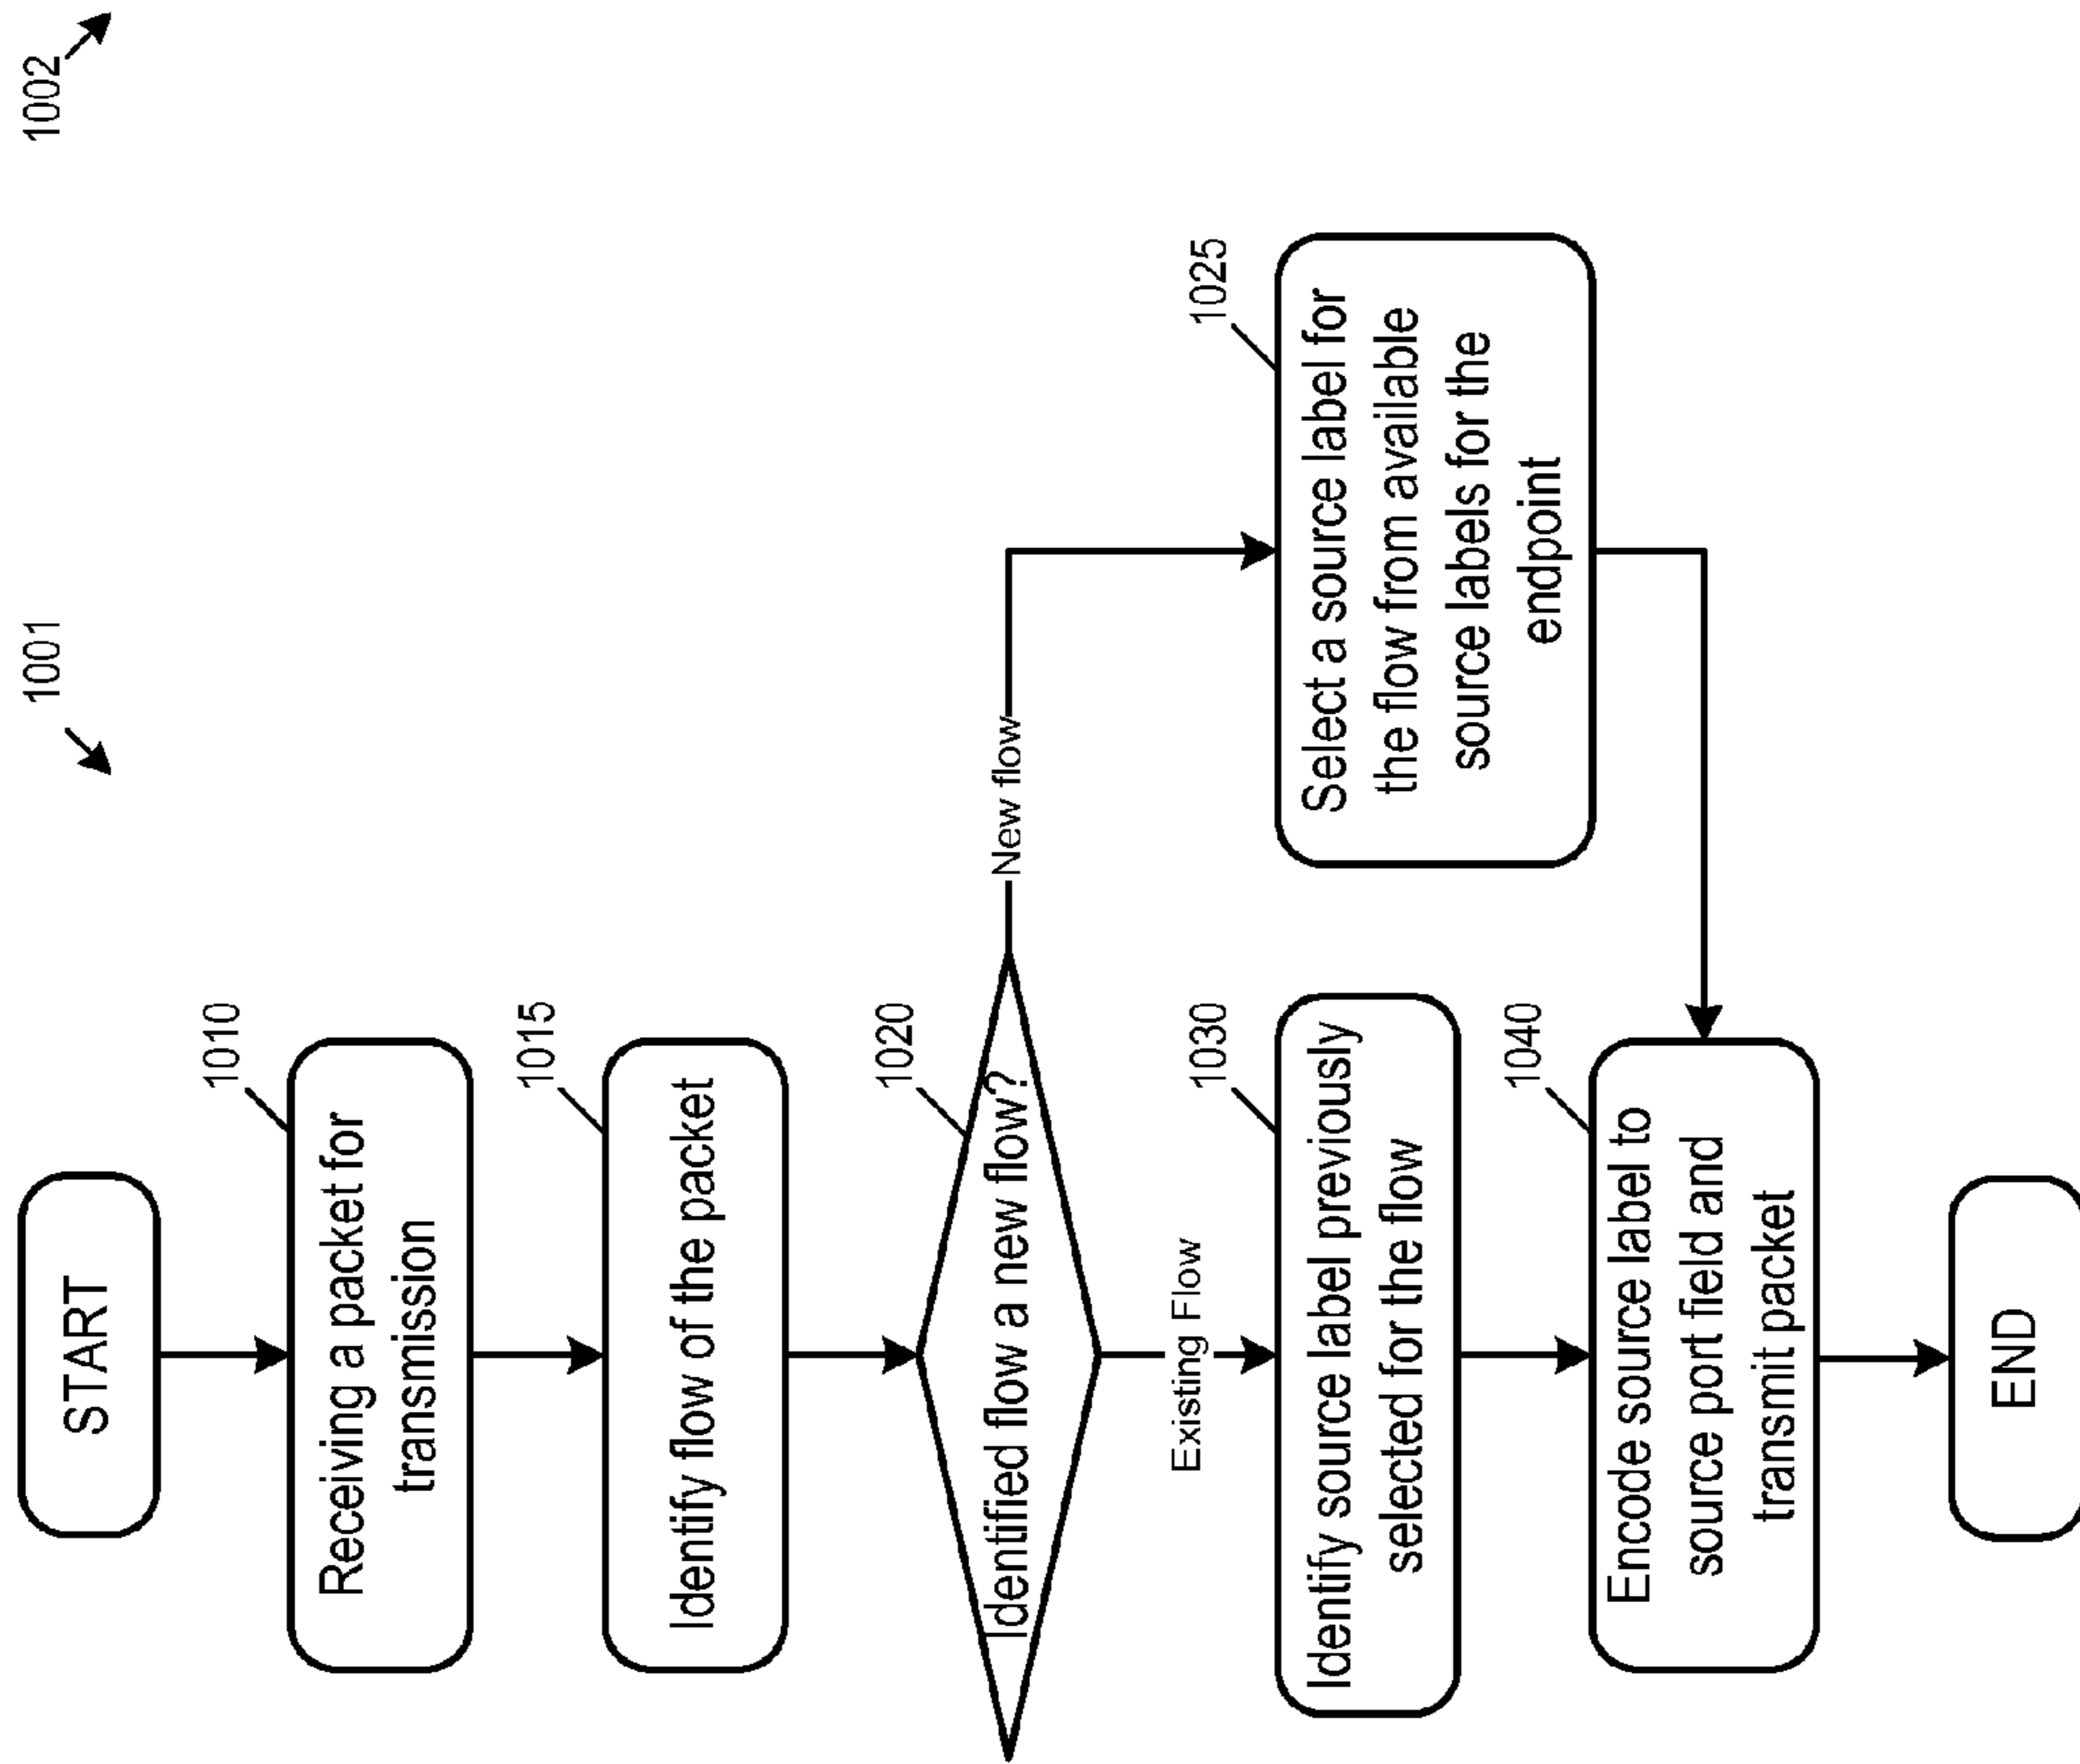 1001
1002
START
1010
Receiving a packet for
transmission
1015
Identify flow of the packet
1020
Identified flow a new flow?
New flow
Existing Flow
1030
Identify source label previously
selected for the flow
1025
Select a source label for
the flow from available
source labels for the
endpoint
1040
Encode source label to
source port field and
transmit packet
END